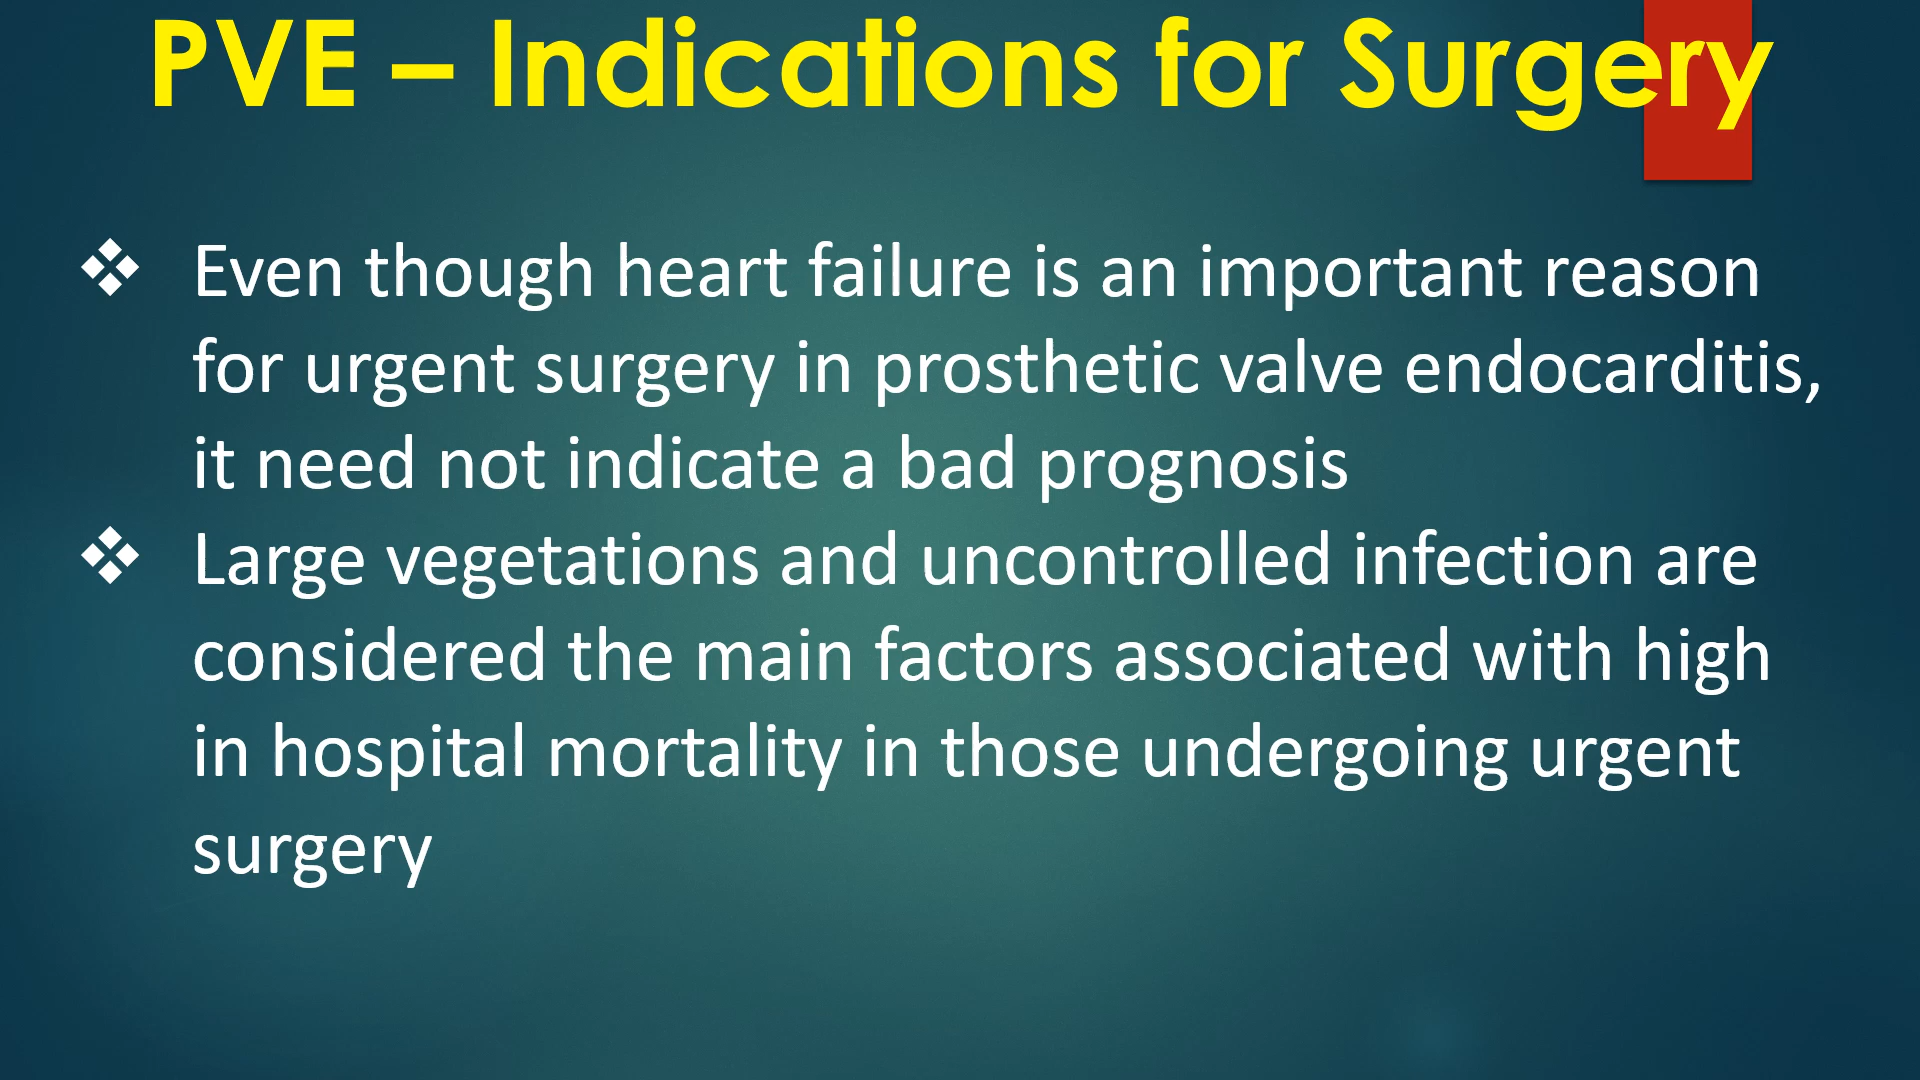 PVE – Indications for Surgery
❖ Even though heart failure is an important reason
for urgent surgery in prosthetic valve endocarditis,
it need not indicate a bad prognosis
❖ Large vegetations and uncontrolled infection are
considered the main factors associated with high
in hospital mortality in those undergoing urgent
surgery